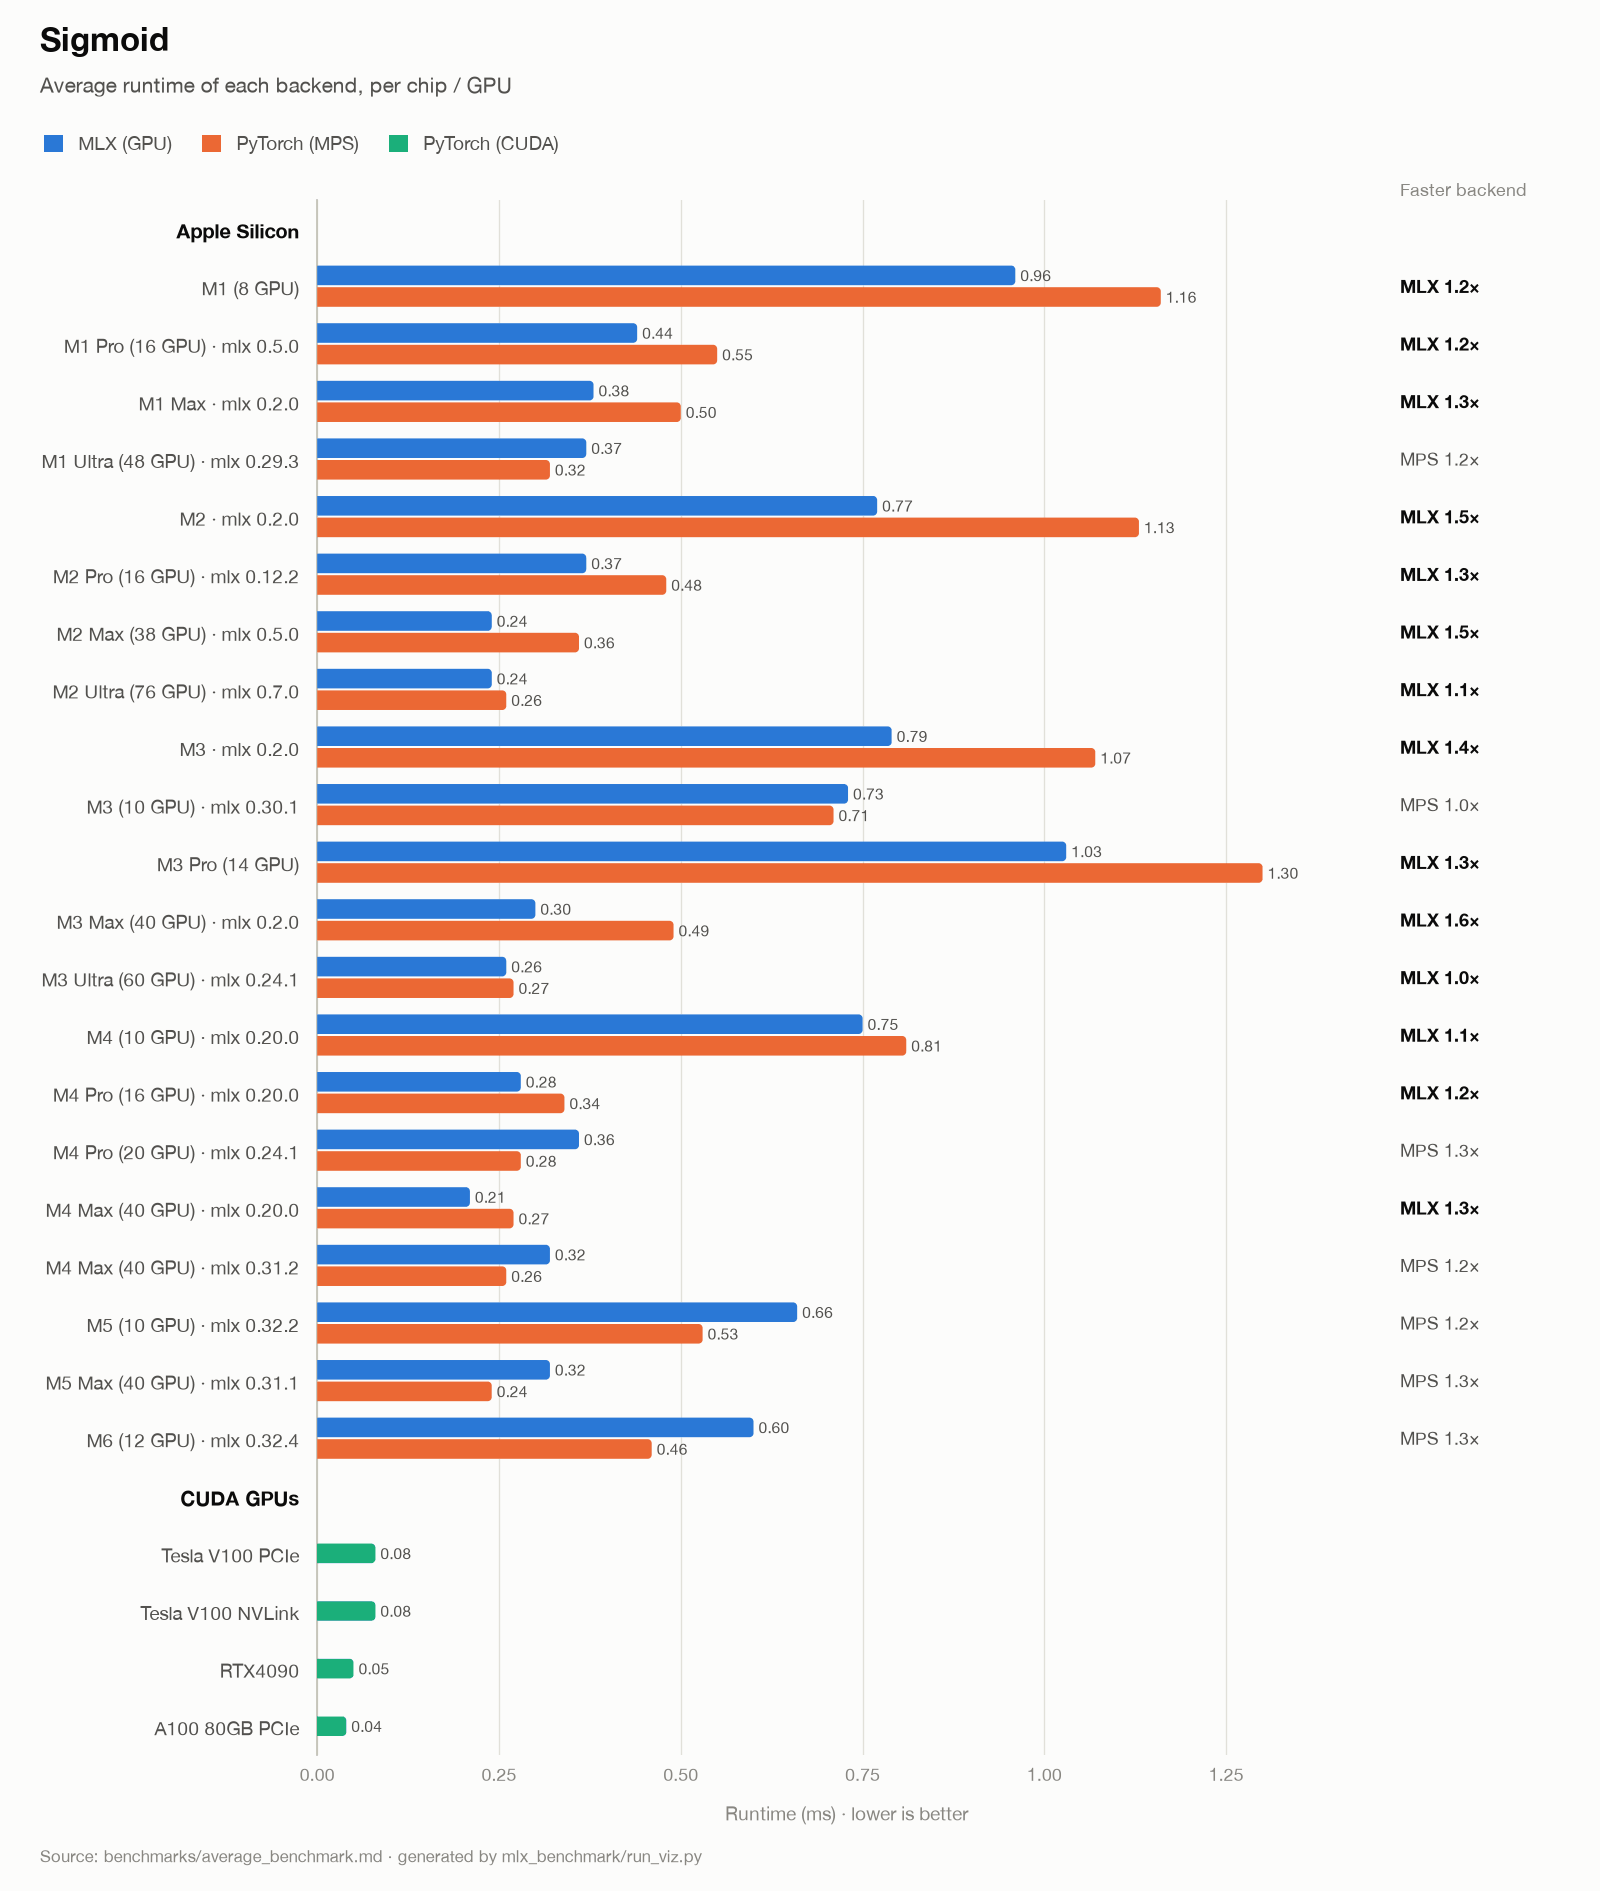 Sigmoid
Average runtime of each backend, per chip / GPU
MLX (GPU) PyTorch (MPS) PyTorch (CUDA)
Faster backend
Apple Silicon
M1 (8 GPU) 0.96 1.16 MLX 1.2×
M1 Pro (16 GPU) · mlx 0.5.0 0.44 0.55 MLX 1.2×
M1 Max · mlx 0.2.0 0.38 0.50 MLX 1.3×
M1 Ultra (48 GPU) · mlx 0.29.3 0.37 0.32 MPS 1.2×
M2 · mlx 0.2.0 0.77 1.13 MLX 1.5×
M2 Pro (16 GPU) · mlx 0.12.2 0.37 0.48 MLX 1.3×
M2 Max (38 GPU) · mlx 0.5.0 0.24 0.36 MLX 1.5×
M2 Ultra (76 GPU) · mlx 0.7.0 0.24 0.26 MLX 1.1×
M3 · mlx 0.2.0 0.79 1.07 MLX 1.4×
M3 (10 GPU) · mlx 0.30.1 0.73 0.71 MPS 1.0×
M3 Pro (14 GPU) 1.03 1.30 MLX 1.3×
M3 Max (40 GPU) · mlx 0.2.0 0.30 0.49 MLX 1.6×
M3 Ultra (60 GPU) · mlx 0.24.1 0.26 0.27 MLX 1.0×
M4 (10 GPU) · mlx 0.20.0 0.75 0.81 MLX 1.1×
M4 Pro (16 GPU) · mlx 0.20.0 0.28 0.34 MLX 1.2×
M4 Pro (20 GPU) · mlx 0.24.1 0.36 0.28 MPS 1.3×
M4 Max (40 GPU) · mlx 0.20.0 0.21 0.27 MLX 1.3×
M4 Max (40 GPU) · mlx 0.31.2 0.32 0.26 MPS 1.2×
M5 (10 GPU) · mlx 0.32.2 0.66 0.53 MPS 1.2×
M5 Max (40 GPU) · mlx 0.31.1 0.32 0.24 MPS 1.3×
M6 (12 GPU) · mlx 0.32.4 0.60 0.46 MPS 1.3×
CUDA GPUs
Tesla V100 PCIe 0.08
Tesla V100 NVLink 0.08
RTX4090 0.05
A100 80GB PCIe 0.04
0.00 0.25 0.50 0.75 1.00 1.25
Runtime (ms) · lower is better
Source: benchmarks/average_benchmark.md · generated by mlx_benchmark/run_viz.py